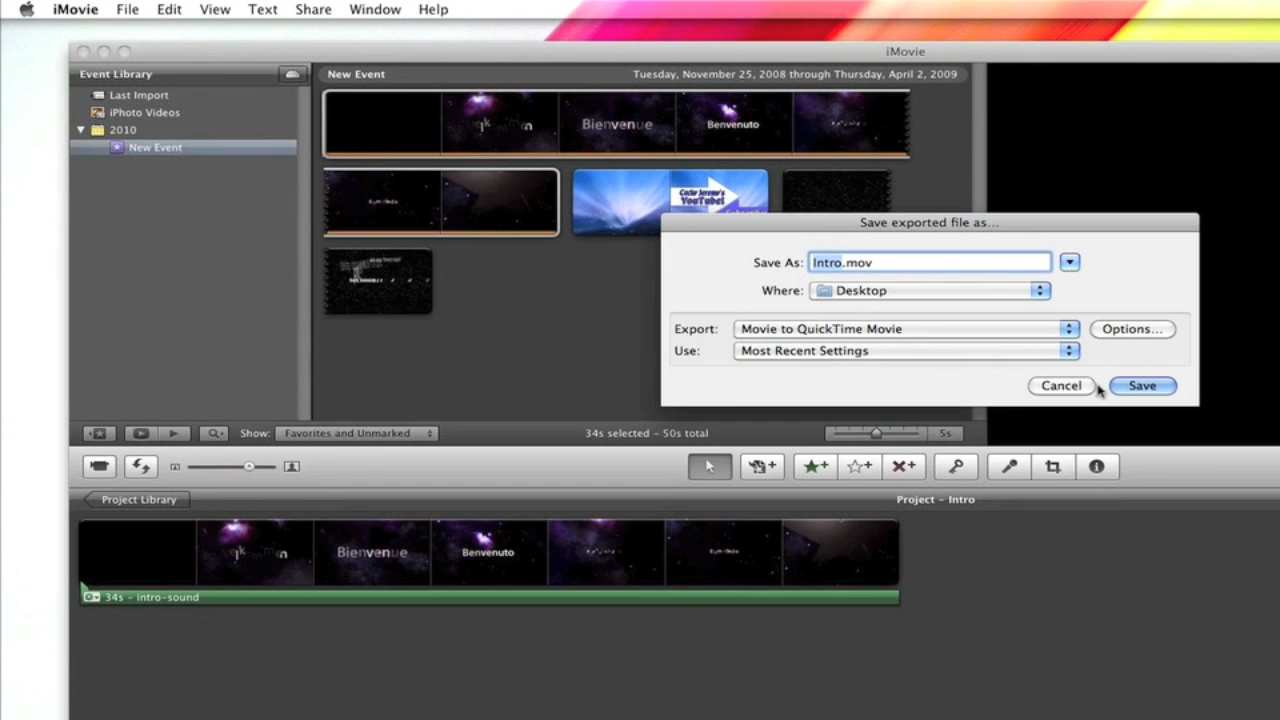 iMovie File Edit View Text Share Window Help
iMovie
Event Library
New Event
Tuesday, November 25, 2008 through Thursday, April 2, 2009
Last Import
iPhoto Videos
2010
New Event
Bienvenue
Benvenuto
YouTube!
Save exported file as...
Save As: Intro.mov
Where: Desktop
Export: Movie to QuickTime Movie
Options...
Use: Most Recent Settings
Cancel
Save
Show: Favorites and Unmarked
34s selected - 50s total
5s
Project Library
Project - Intro
Bienvenue
Benvenuto
34s - intro-sound